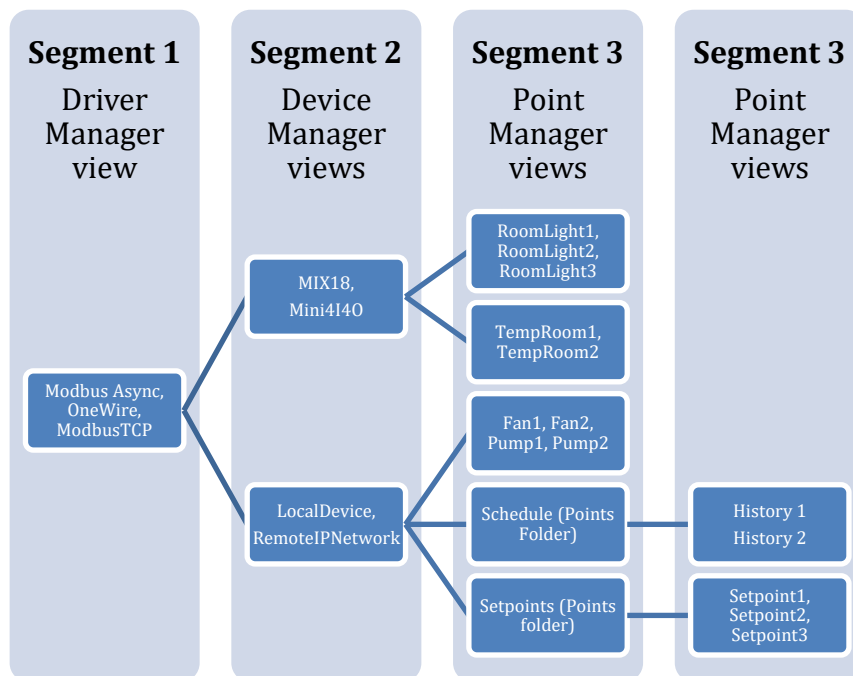 Segment 1
Driver
Manager
view
Modbus Async,
OneWire,
ModbusTCP
Segment 2
Device
Manager
views
MIX18,
Mini4I4O
LocalDevice,
RemoteIPNetwork
Segment 3
Point
Manager
views
RoomLight1,
RoomLight2,
RoomLight3
TempRoom1,
TempRoom2
Fan1, Fan2,
Pump1, Pump2
Schedule (Points
Folder)
Setpoints (Points
folder)
Segment 3
Point
Manager
views
History 1
History 2
Setpoint1,
Setpoint2,
Setpoint3